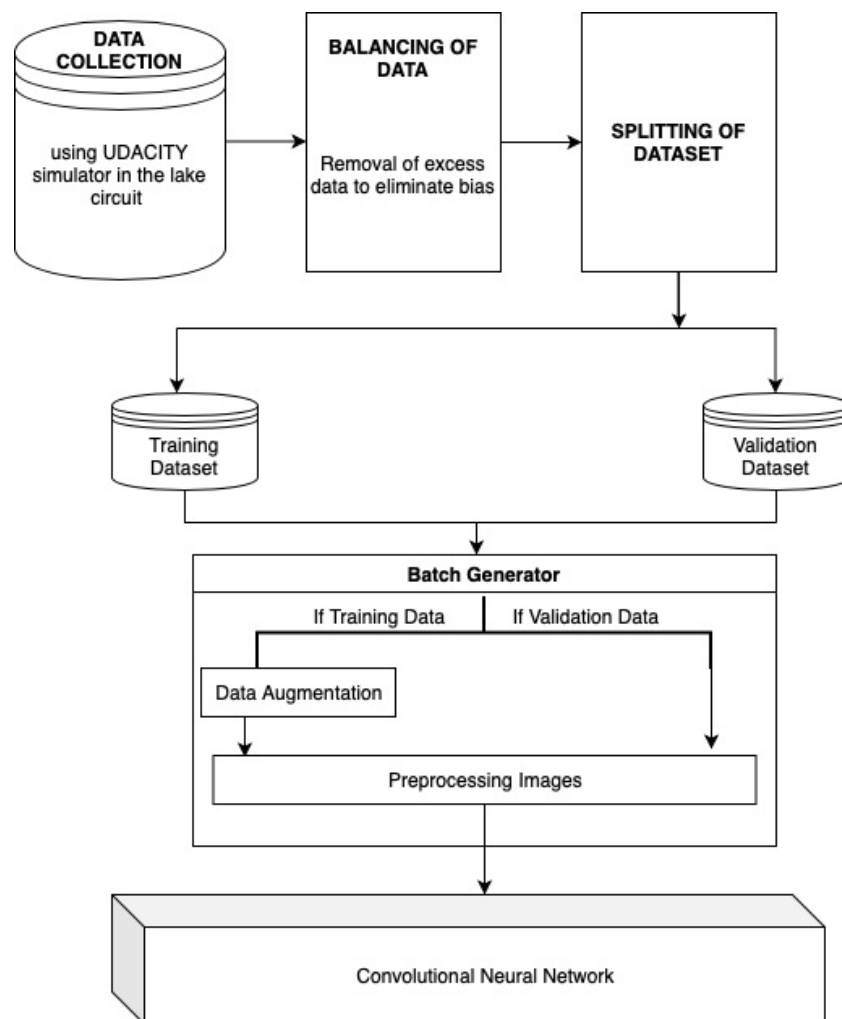 DATA
COLLECTION
using UDACITY
simulator in the lake
circuit
BALANCING OF
DATA
Removal of excess
data to eliminate bias
SPLITTING OF
DATASET
Training
Dataset
Validation
Dataset
Batch Generator
If Training Data
If Validation Data
Data Augmentation
Preprocessing Images
Convolutional Neural Network